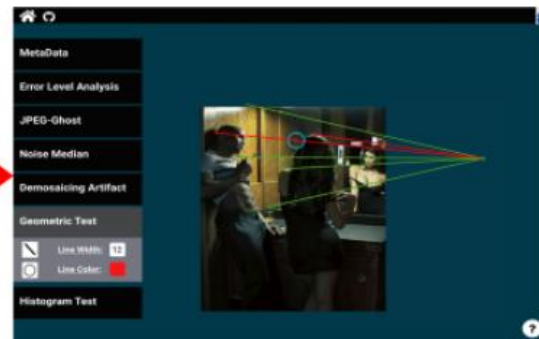 MetaData
Error Level Analysis
JPEG-Ghost
Noise Median
Demosaicing Artifact
Geometric Test
Line Width: 12
Line Color:
Histogram Test
?